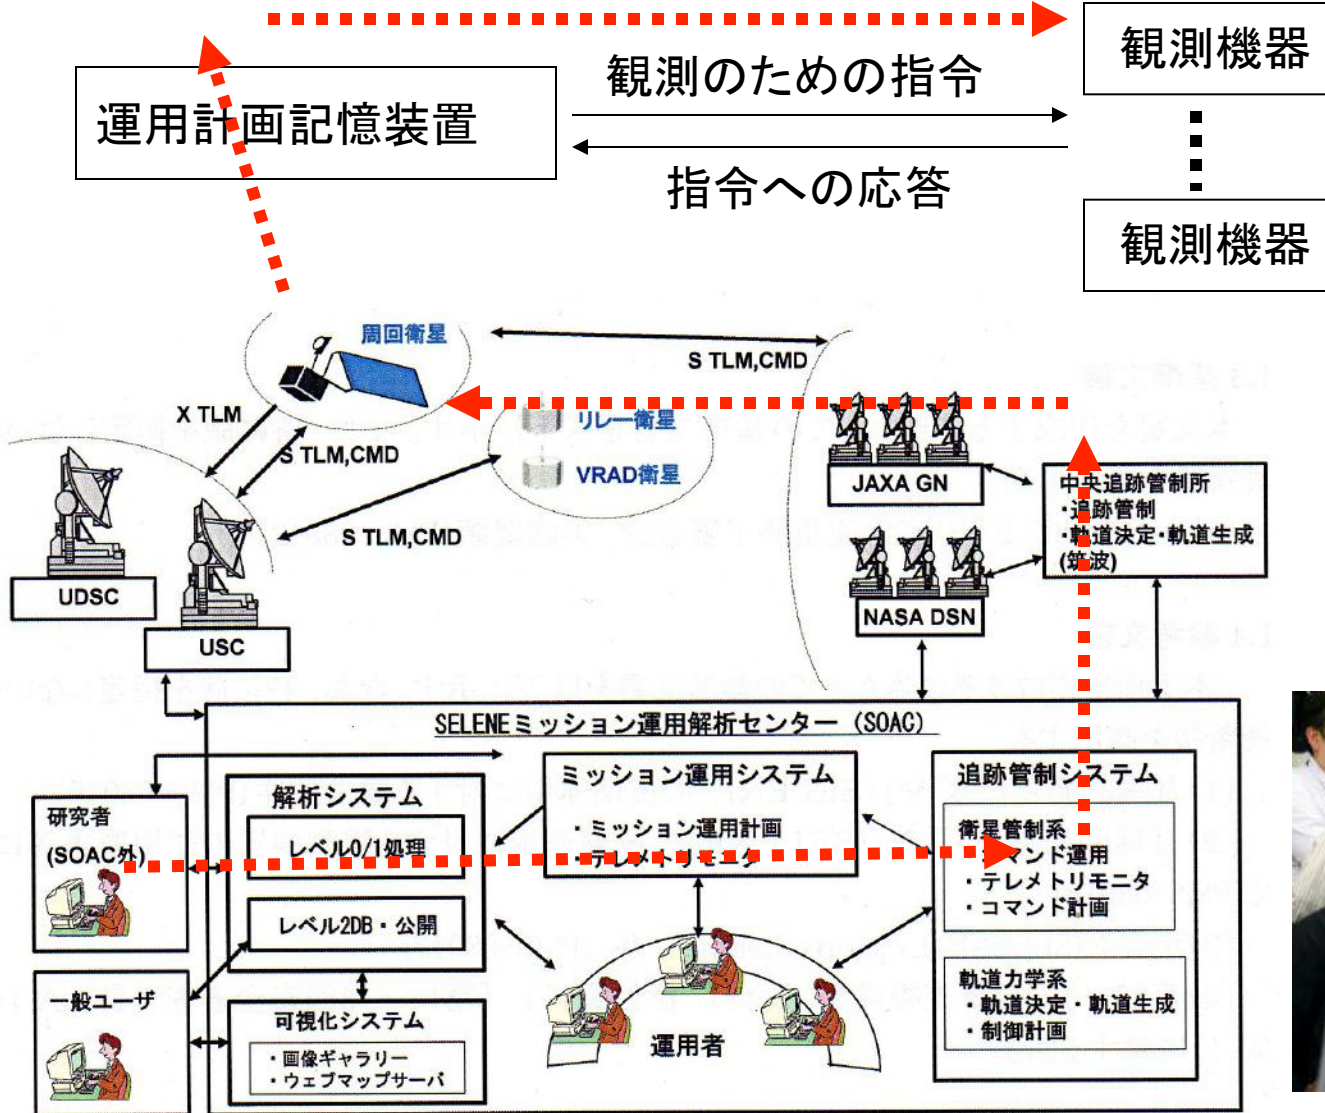 運用計画記憶装置
観測のための指令
指令への応答
観測機器
観測機器
周回衛星
S TLM,CMD
X TLM
S TLM,CMD
リレー衛星
VRAD衛星
S TLM,CMD
UDSC
USC
JAXA GN
NASA DSN
中央追跡管制所
・追跡管制
・軌道決定・軌道生成
(筑波)
SELENEミッション運用解析センター (SOAC)
研究者
(SOAC外)
一般ユーザ
解析システム
レベル0/1処理
レベル2DB・公開
可視化システム
・画像ギャラリー
・ウェブマップサーバ
ミッション運用システム
・ミッション運用計画
・テレメトリモニタ
運用者
追跡管制システム
衛星管制系
マンド運用
・テレメトリモニタ
・コマンド計画
軌道力学系
・軌道決定・軌道生成
・制御計画